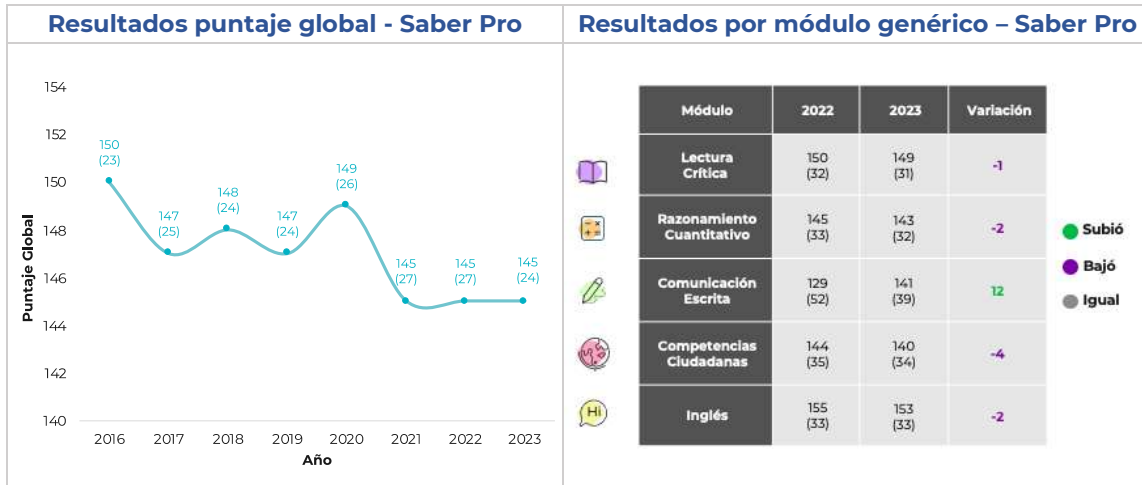 Resultados puntaje global - Saber Pro
Puntaje Global
154
152
150
148
146
144
142
140
150
(23)
147
(25)
148
(24)
147
(24)
149
(26)
145
(27)
145
(27)
145
(24)
2016 2017 2018 2019 2020 2021 2022 2023
Año
Resultados por módulo genérico – Saber Pro
Módulo 2022 2023 Variación
Lectura 150 149 -1
Crítica (32) (31)
Razonamiento 145 143 -2
Cuantitativo (33) (32)
Comunicación 129 141 12
Escrita (52) (39)
Competencias 144 140 -4
Ciudadanas (35) (34)
Hi
Inglés 155 153 -2
(33) (33)
Subió
Bajó
Igual